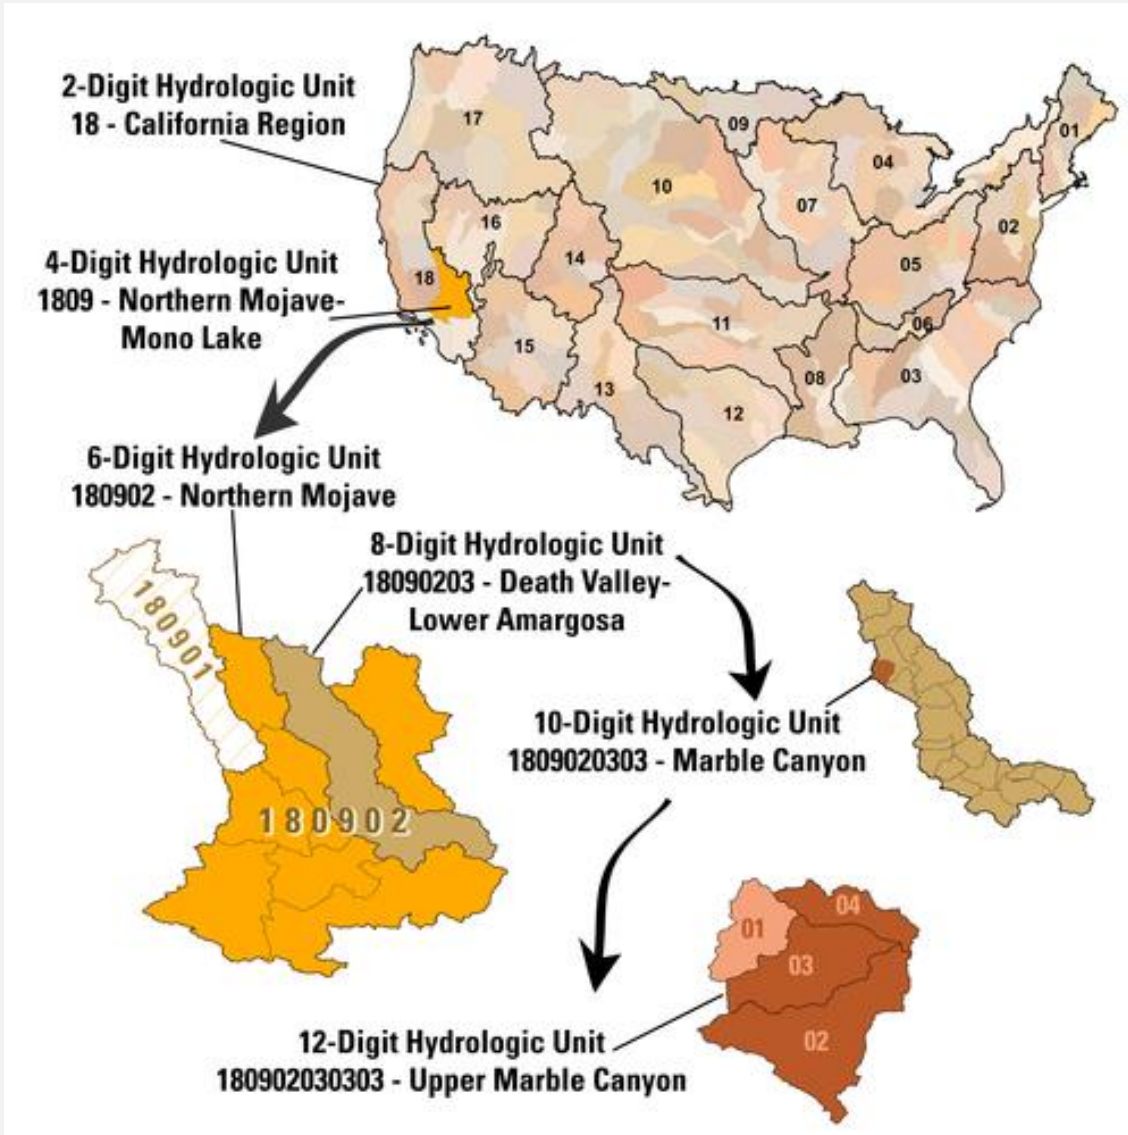 2-Digit Hydrologic Unit
18 - California Region
17
09
01
04
10
07
16
02
14
05
18
4-Digit Hydrologic Unit
1809 - Northern Mojave-
Mono Lake
11
06
15
08
03
13
12
6-Digit Hydrologic Unit
180902 - Northern Mojave
8-Digit Hydrologic Unit
18090203 - Death Valley-
Lower Amargosa
180901
180902
10-Digit Hydrologic Unit
1809020303 - Marble Canyon
01
04
03
02
12-Digit Hydrologic Unit
180902030303 - Upper Marble Canyon